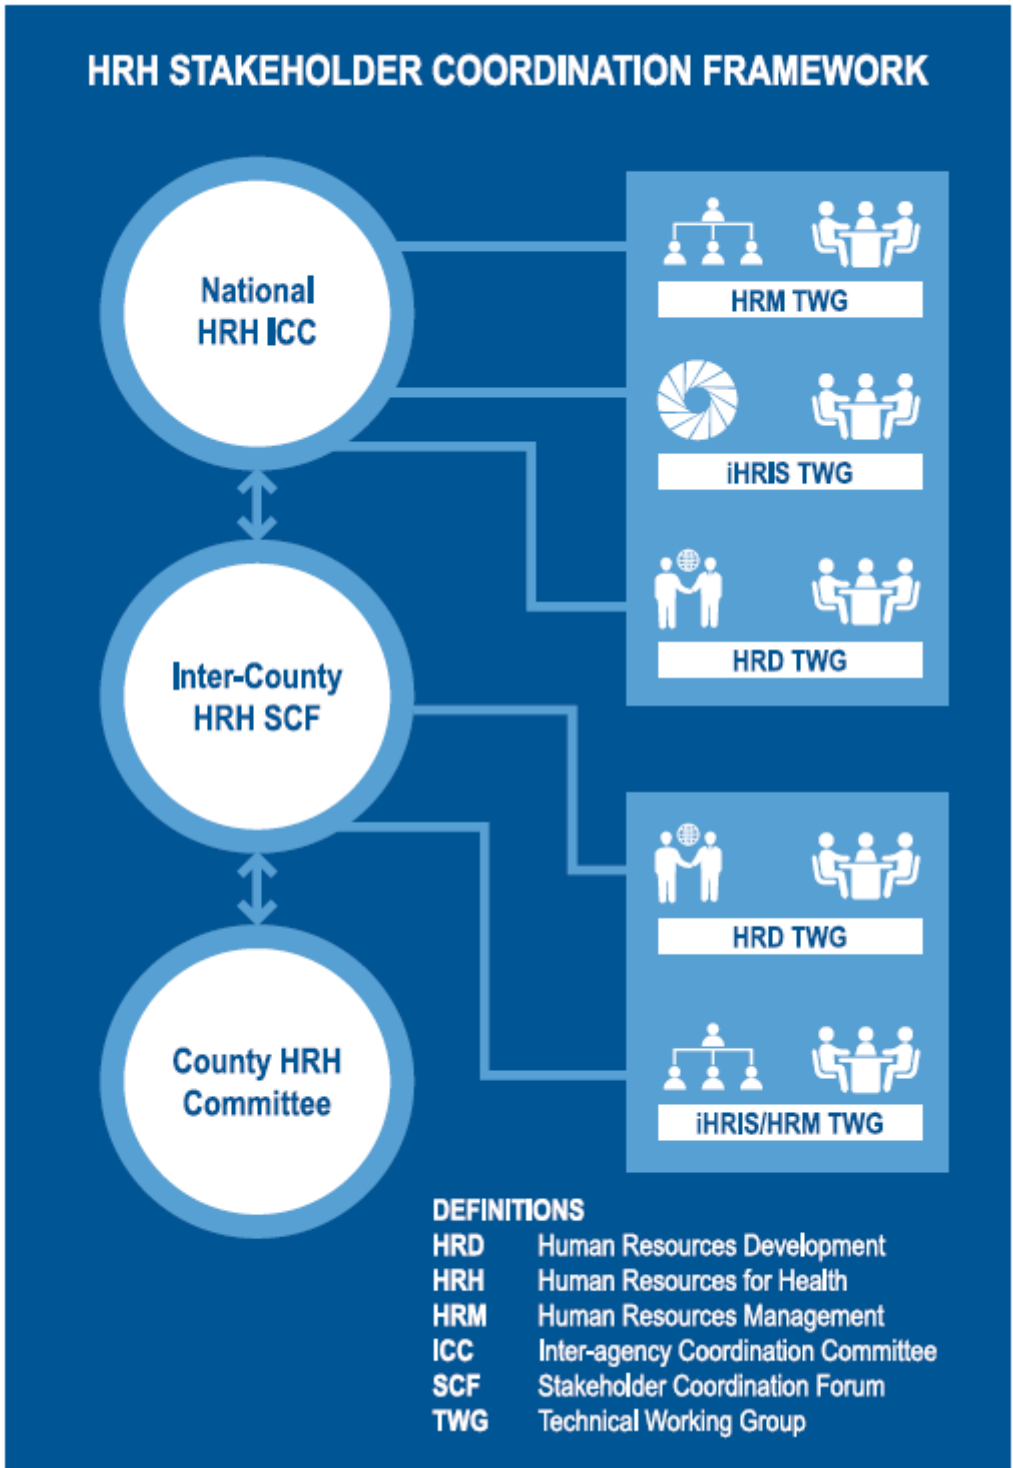 HRH STAKEHOLDER COORDINATION FRAMEWORK
National
HRH ICC
HRM TWG
iHRIS TWG
HRD TWG
Inter-County
HRH SCF
HRD TWG
iHRIS/HRM TWG
County HRH
Committee
DEFINITIONS
HRD Human Resources Development
HRH Human Resources for Health
HRM Human Resources Management
ICC Inter-agency Coordination Committee
SCF Stakeholder Coordination Forum
TWG Technical Working Group